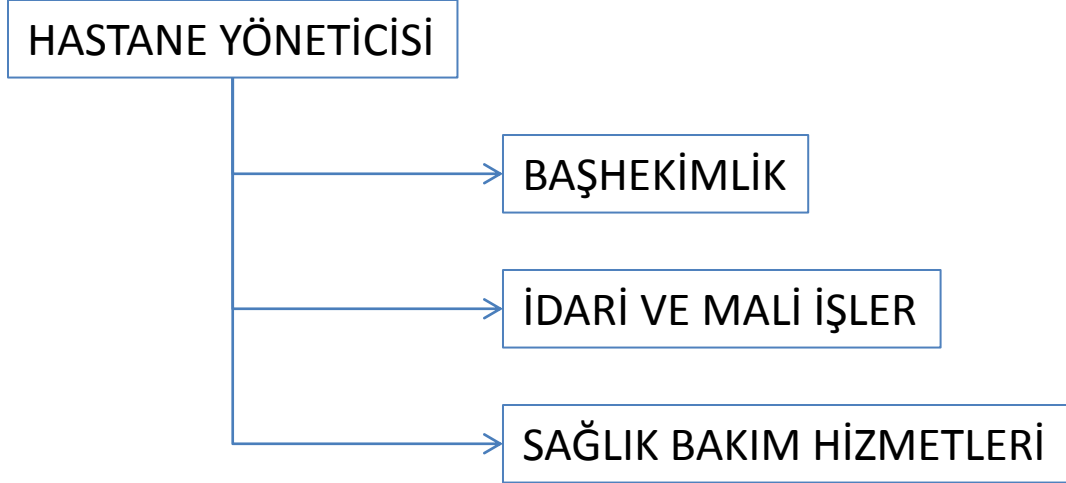 HASTANE YÖNETİCİSİ
BAŞHEKİMLİK
İDARİ VE MALİ İŞLER
SAĞLIK BAKIM HİZMETLERİ